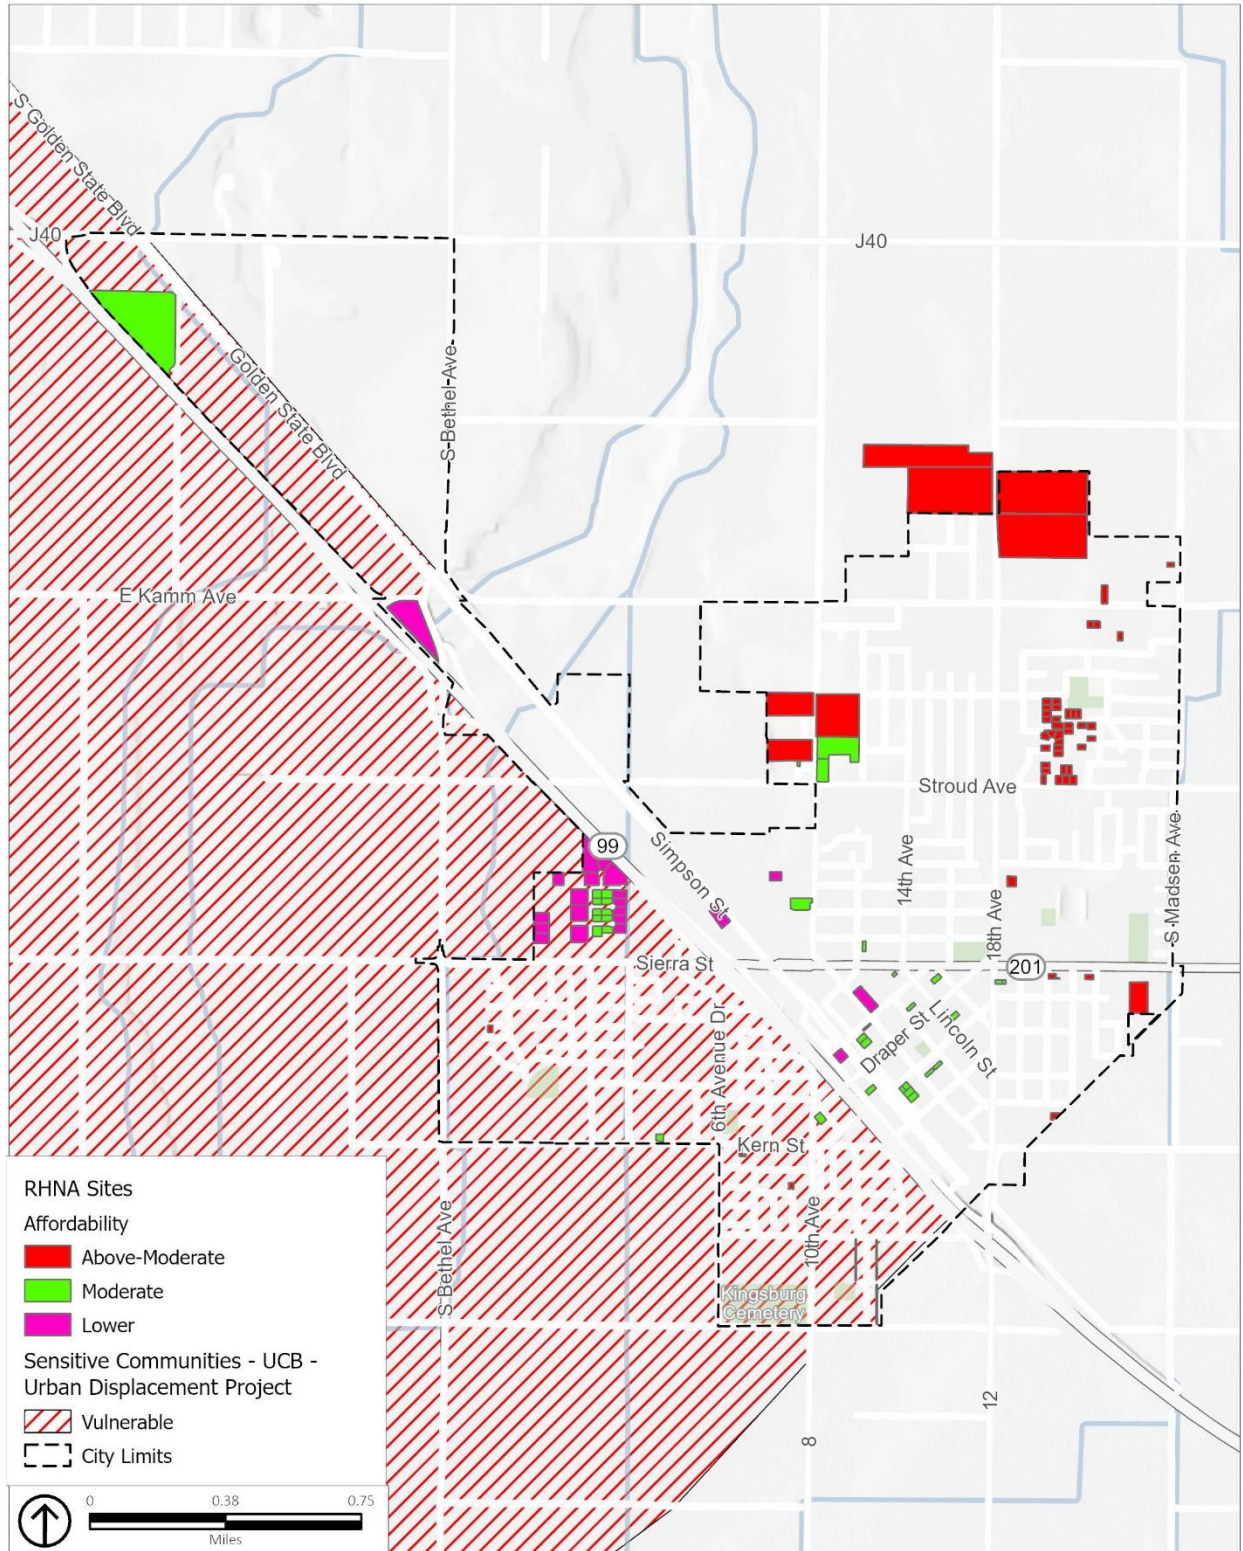 S Golden State Blvd
J40
J40
Golden State Blvd
S Bethel Ave
E Kamm Ave
Stroud Ave
99
Simpson St
14th Ave
S Madsen Ave
18th Ave
Sierra St
201
6th Avenue Dr
Draper St
Lincoln St
Kern St
10th Ave
S Bethel Ave
Kingsburg
Cemetery
12
8
RHNA Sites
Affordability
Above-Moderate
Moderate
Lower
Sensitive Communities - UCB -
Urban Displacement Project
Vulnerable
City Limits
0 0.38 0.75
Miles